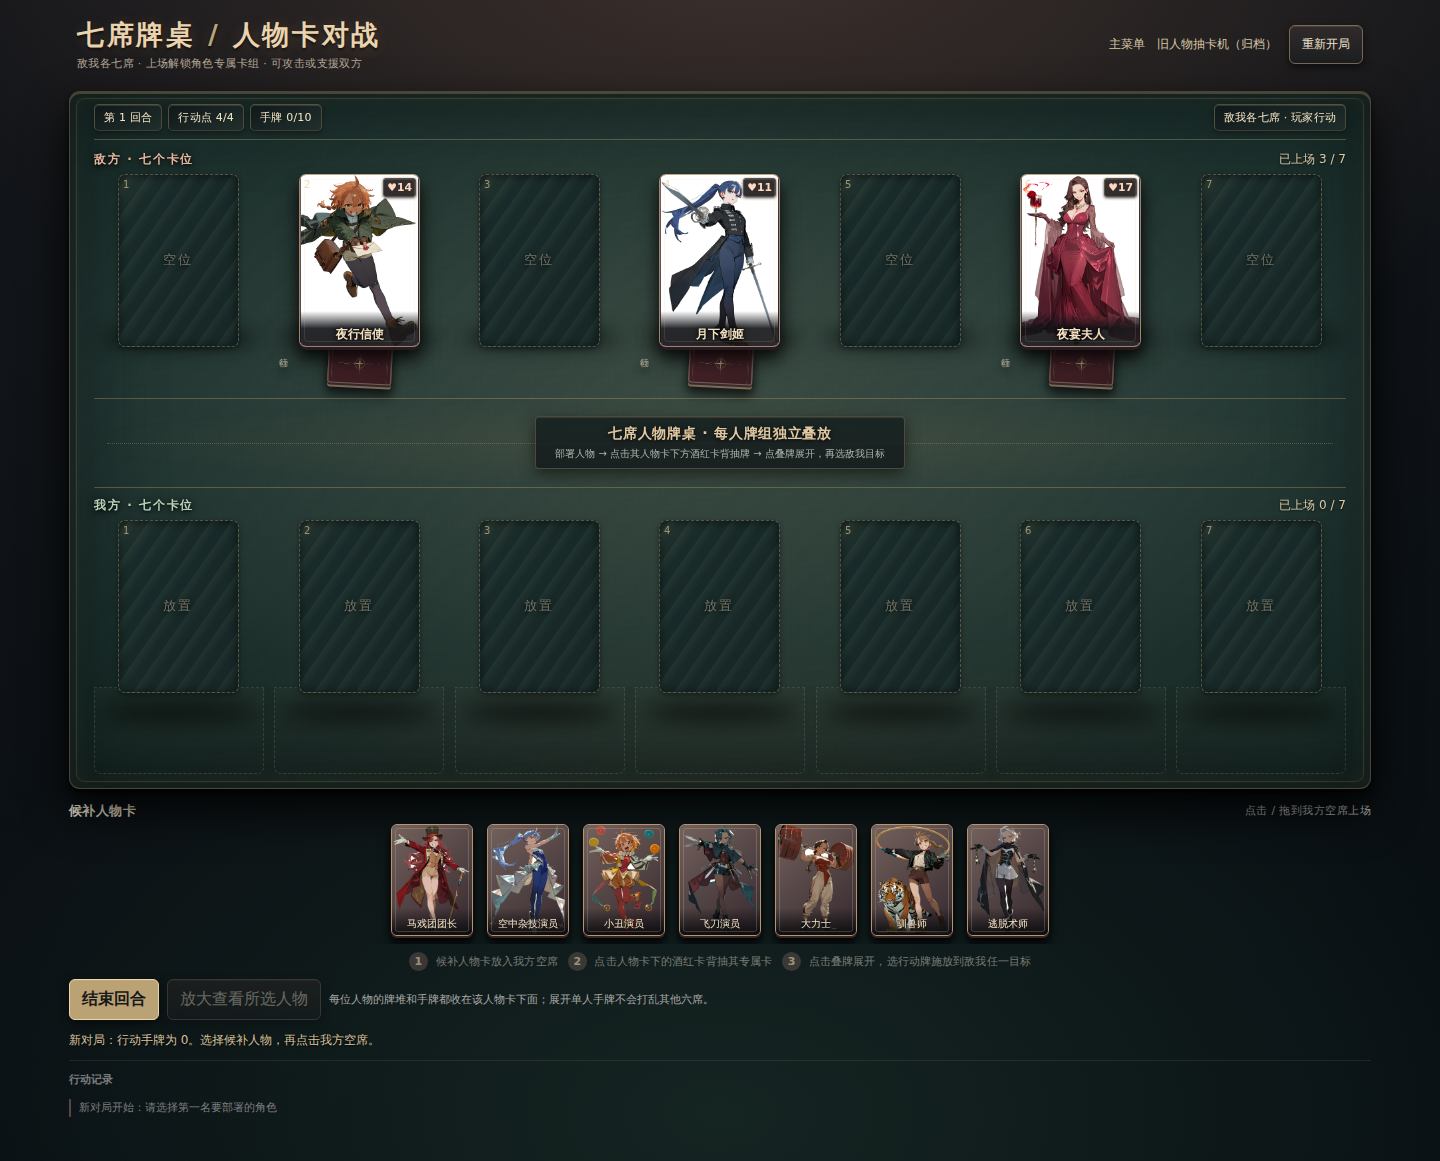 七席牌桌 / 人物卡对战
敌我各七席 · 上场解锁角色专属卡组 · 可攻击或支援双方
主菜单 旧人物抽卡机（归档） 重新开局
第 1 回合 行动点 4/4 手牌 0/10 敌我各七席 · 玩家行动
敌方 · 七个卡位 已上场 3 / 7
1 ♥14 3 ♥11 5 ♥17 7
空位 空位 空位 空位
夜行信使 月下剑姬 夜宴夫人
七席人物牌桌 · 每人牌组独立叠放
部署人物 → 点击其人物卡下方酒红卡背抽牌 → 点叠牌展开，再选敌我目标
我方 · 七个卡位 已上场 0 / 7
1 2 3 4 5 6 7
放置 放置 放置 放置 放置 放置 放置
候补人物卡 点击 / 拖到我方空席上场
马戏团团长 空中杂技演员 小丑演员 飞刀演员 大力士 驯兽师 逃脱术师
1 候补人物卡放入我方空席 2 点击人物卡下的酒红卡背抽其专属卡 3 点击叠牌展开，选行动牌施放到敌我任一目标
结束回合 放大查看所选人物 每位人物的牌堆和手牌都收在该人物卡下面；展开单人手牌不会打乱其他六席。
新对局：行动手牌为 0。选择候补人物，再点击我方空席。
行动记录
新对局开始：请选择第一名要部署的角色